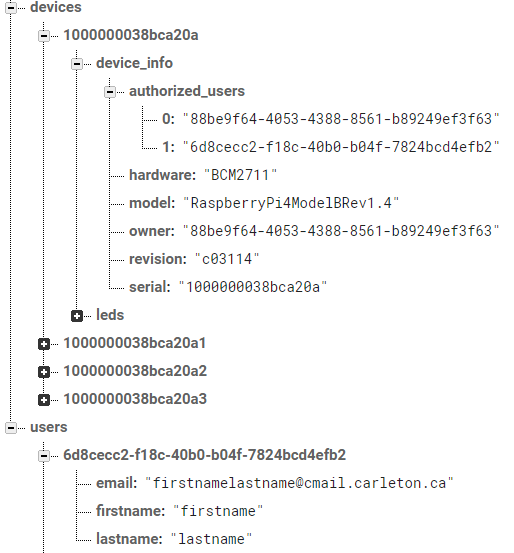 devices
1000000038bca20a
device_info
authorized_users
0: "88be9f64-4053-4388-8561-b89249ef3f63"
1: "6d8cecc2-f18c-40b0-b04f-7824bcd4efb2"
hardware: "BCM2711"
model: "RaspberryPi4ModelBRev1.4"
owner: "88be9f64-4053-4388-8561-b89249ef3f63"
revision: "c03114"
serial: "1000000038bca20a"
leds
1000000038bca20a1
1000000038bca20a2
1000000038bca20a3
users
6d8cecc2-f18c-40b0-b04f-7824bcd4efb2
email: "firstnamelastname@cmail.carleton.ca"
firstname: "firstname"
lastname: "lastname"